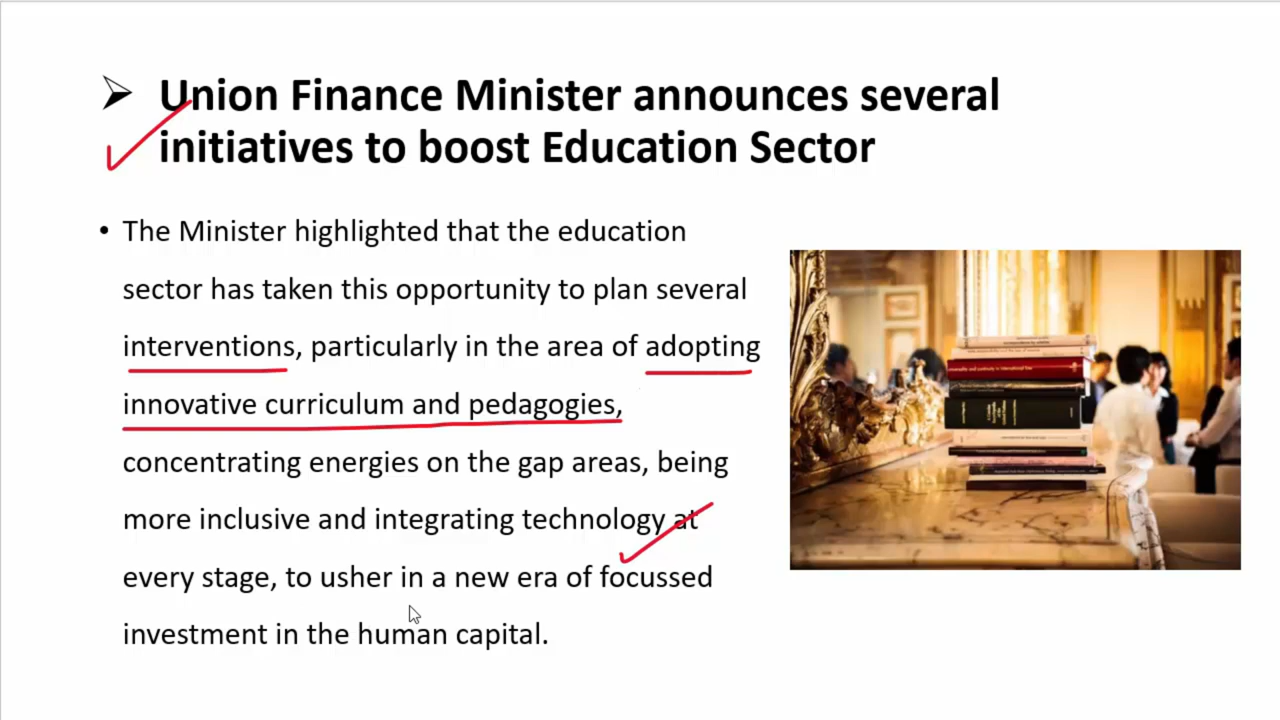 ➢ Union Finance Minister announces several
initiatives to boost Education Sector
• The Minister highlighted that the education
sector has taken this opportunity to plan several
interventions, particularly in the area of adopting
innovative curriculum and pedagogies,
concentrating energies on the gap areas, being
more inclusive and integrating technology at
every stage, to usher in a new era of focussed
investment in the human capital.